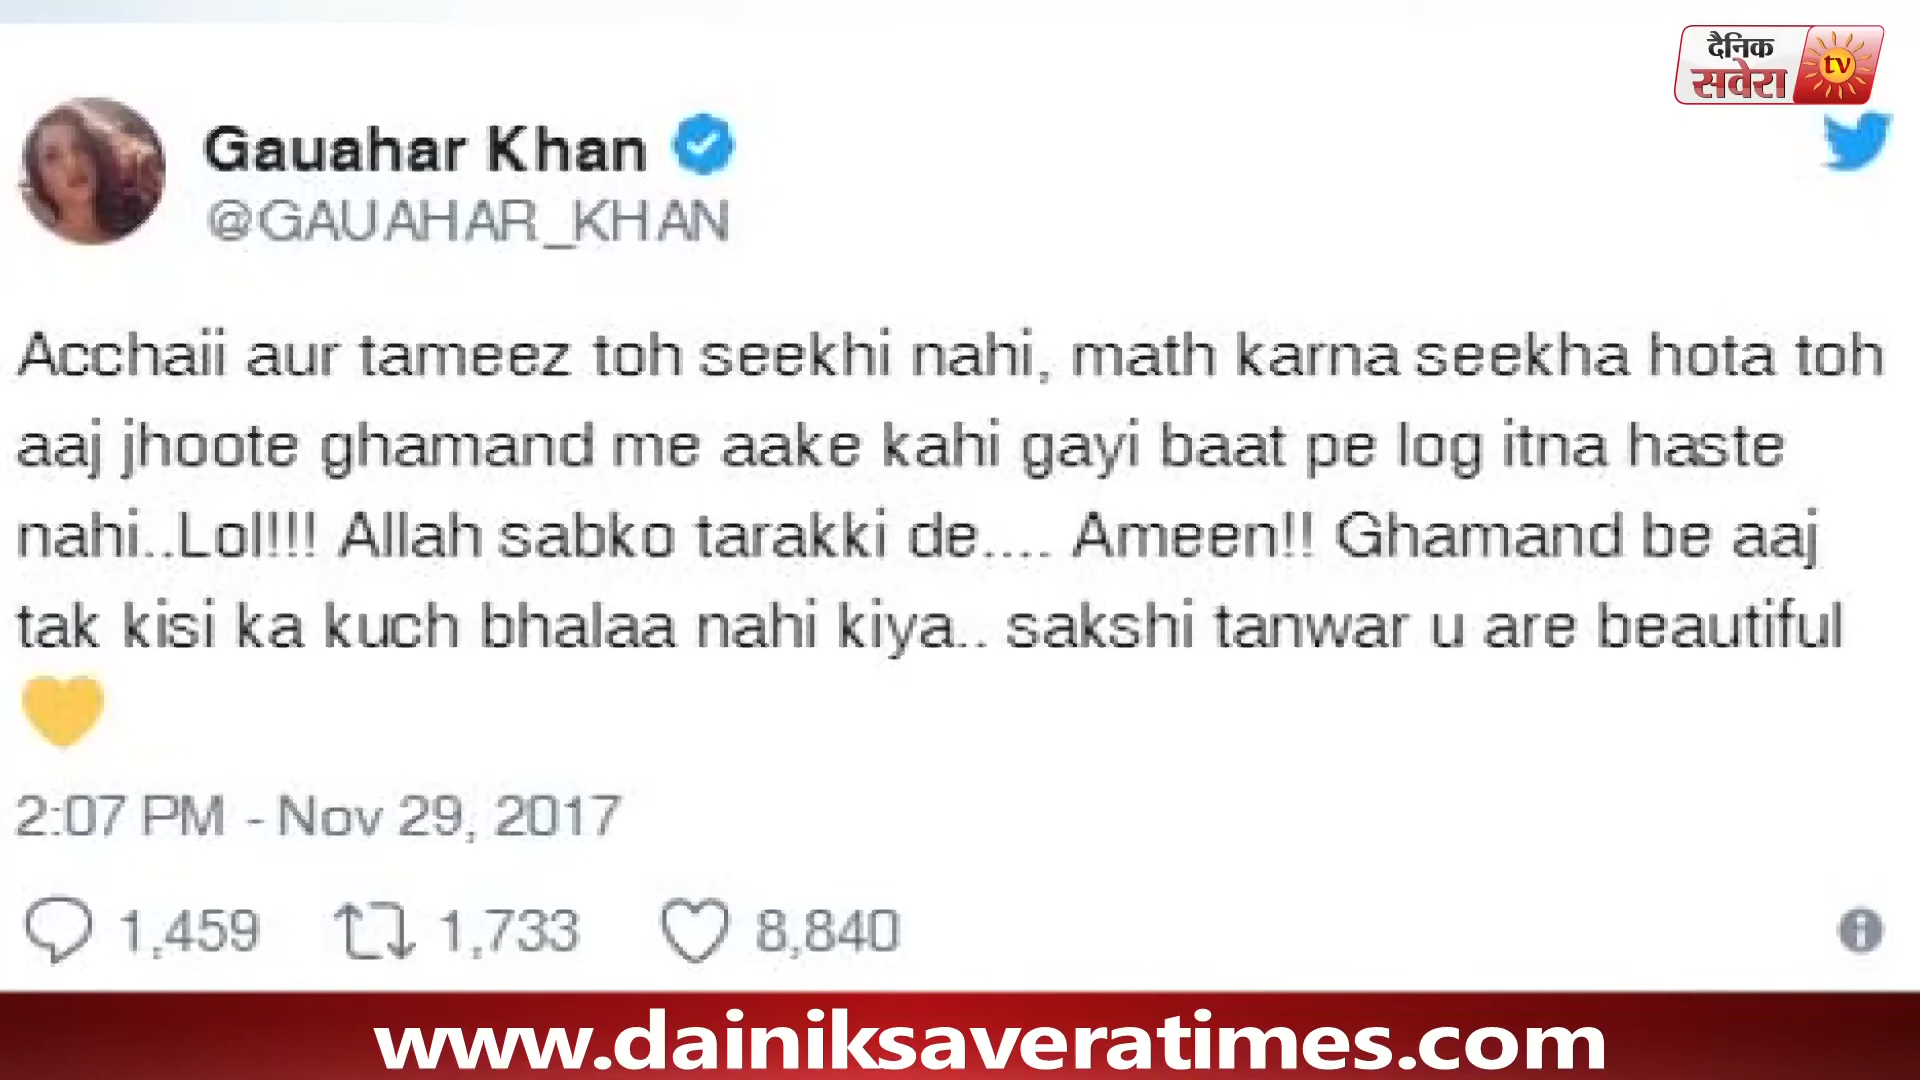 दैनिक
सवेरा tv
Gauahar Khan
@GAUAHAR_KHAN
Acchaii aur tameez toh seekhi nahi, math karna seekha hota toh
aaj jhoote ghamand me aake kahi gayi baat pe log itna haste
nahi..Lol!!! Allah sabko tarakki de.... Ameen!! Ghamand be aaj
tak kisi ka kuch bhalaa nahi kiya.. sakshi tanwar u are beautiful
💛
2:07 PM - Nov 29, 2017
1,459 1,733 8,840
www.dainiksaveratimes.com